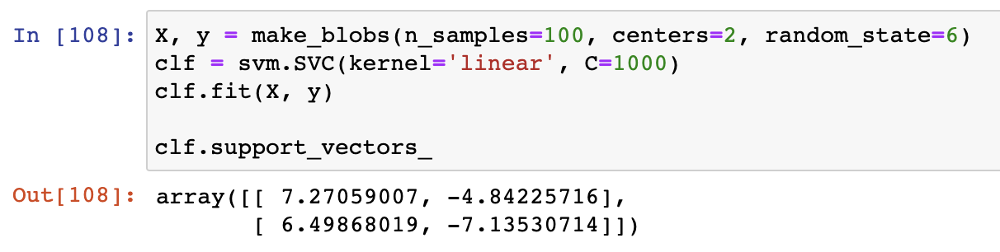 In [108]: X, y = make_blobs(n_samples=100, centers=2, random_state=6)
clf = svm.SVC(kernel='linear', C=1000)
clf.fit(X, y)
clf.support_vectors_
Out[108]: array([[ 7.27059007, -4.84225716],
[ 6.49868019, -7.13530714]])